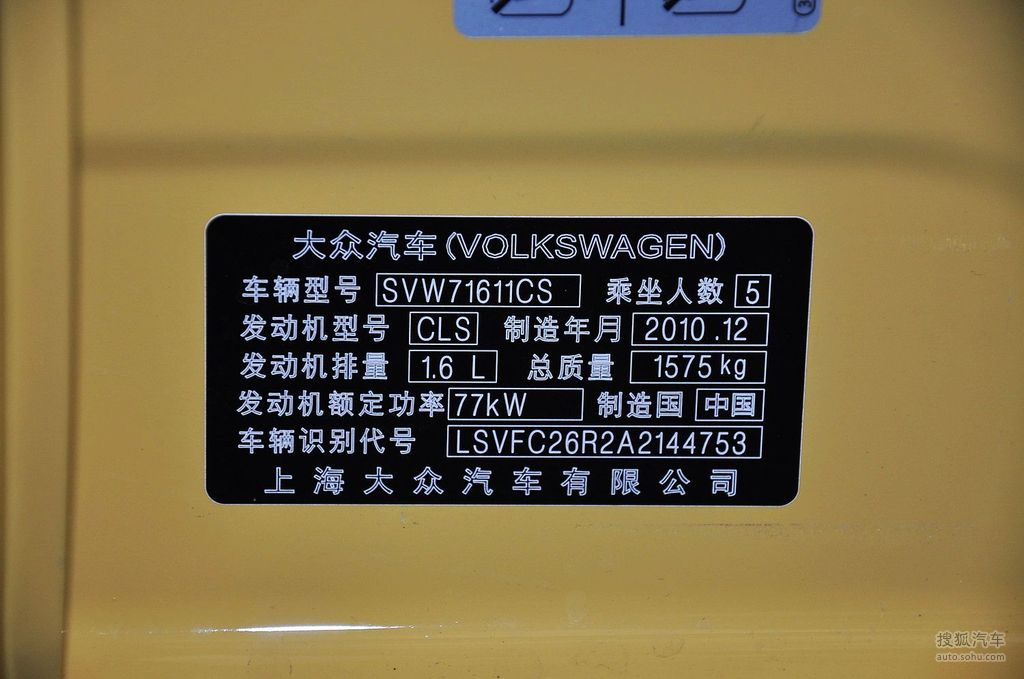 大众汽车(VOLKSWAGEN)
车辆型号 SVW71611CS 乘坐人数 5
发动机型号 CLS 制造年月 2010.12
发动机排量 1.6 L 总质量 1575kg
发动机额定功率 77kW 制造国 中国
车辆识别代号 LSVFC26R2A2144753
上海大众汽车有限公司
搜狐汽车
auto.sohu.com